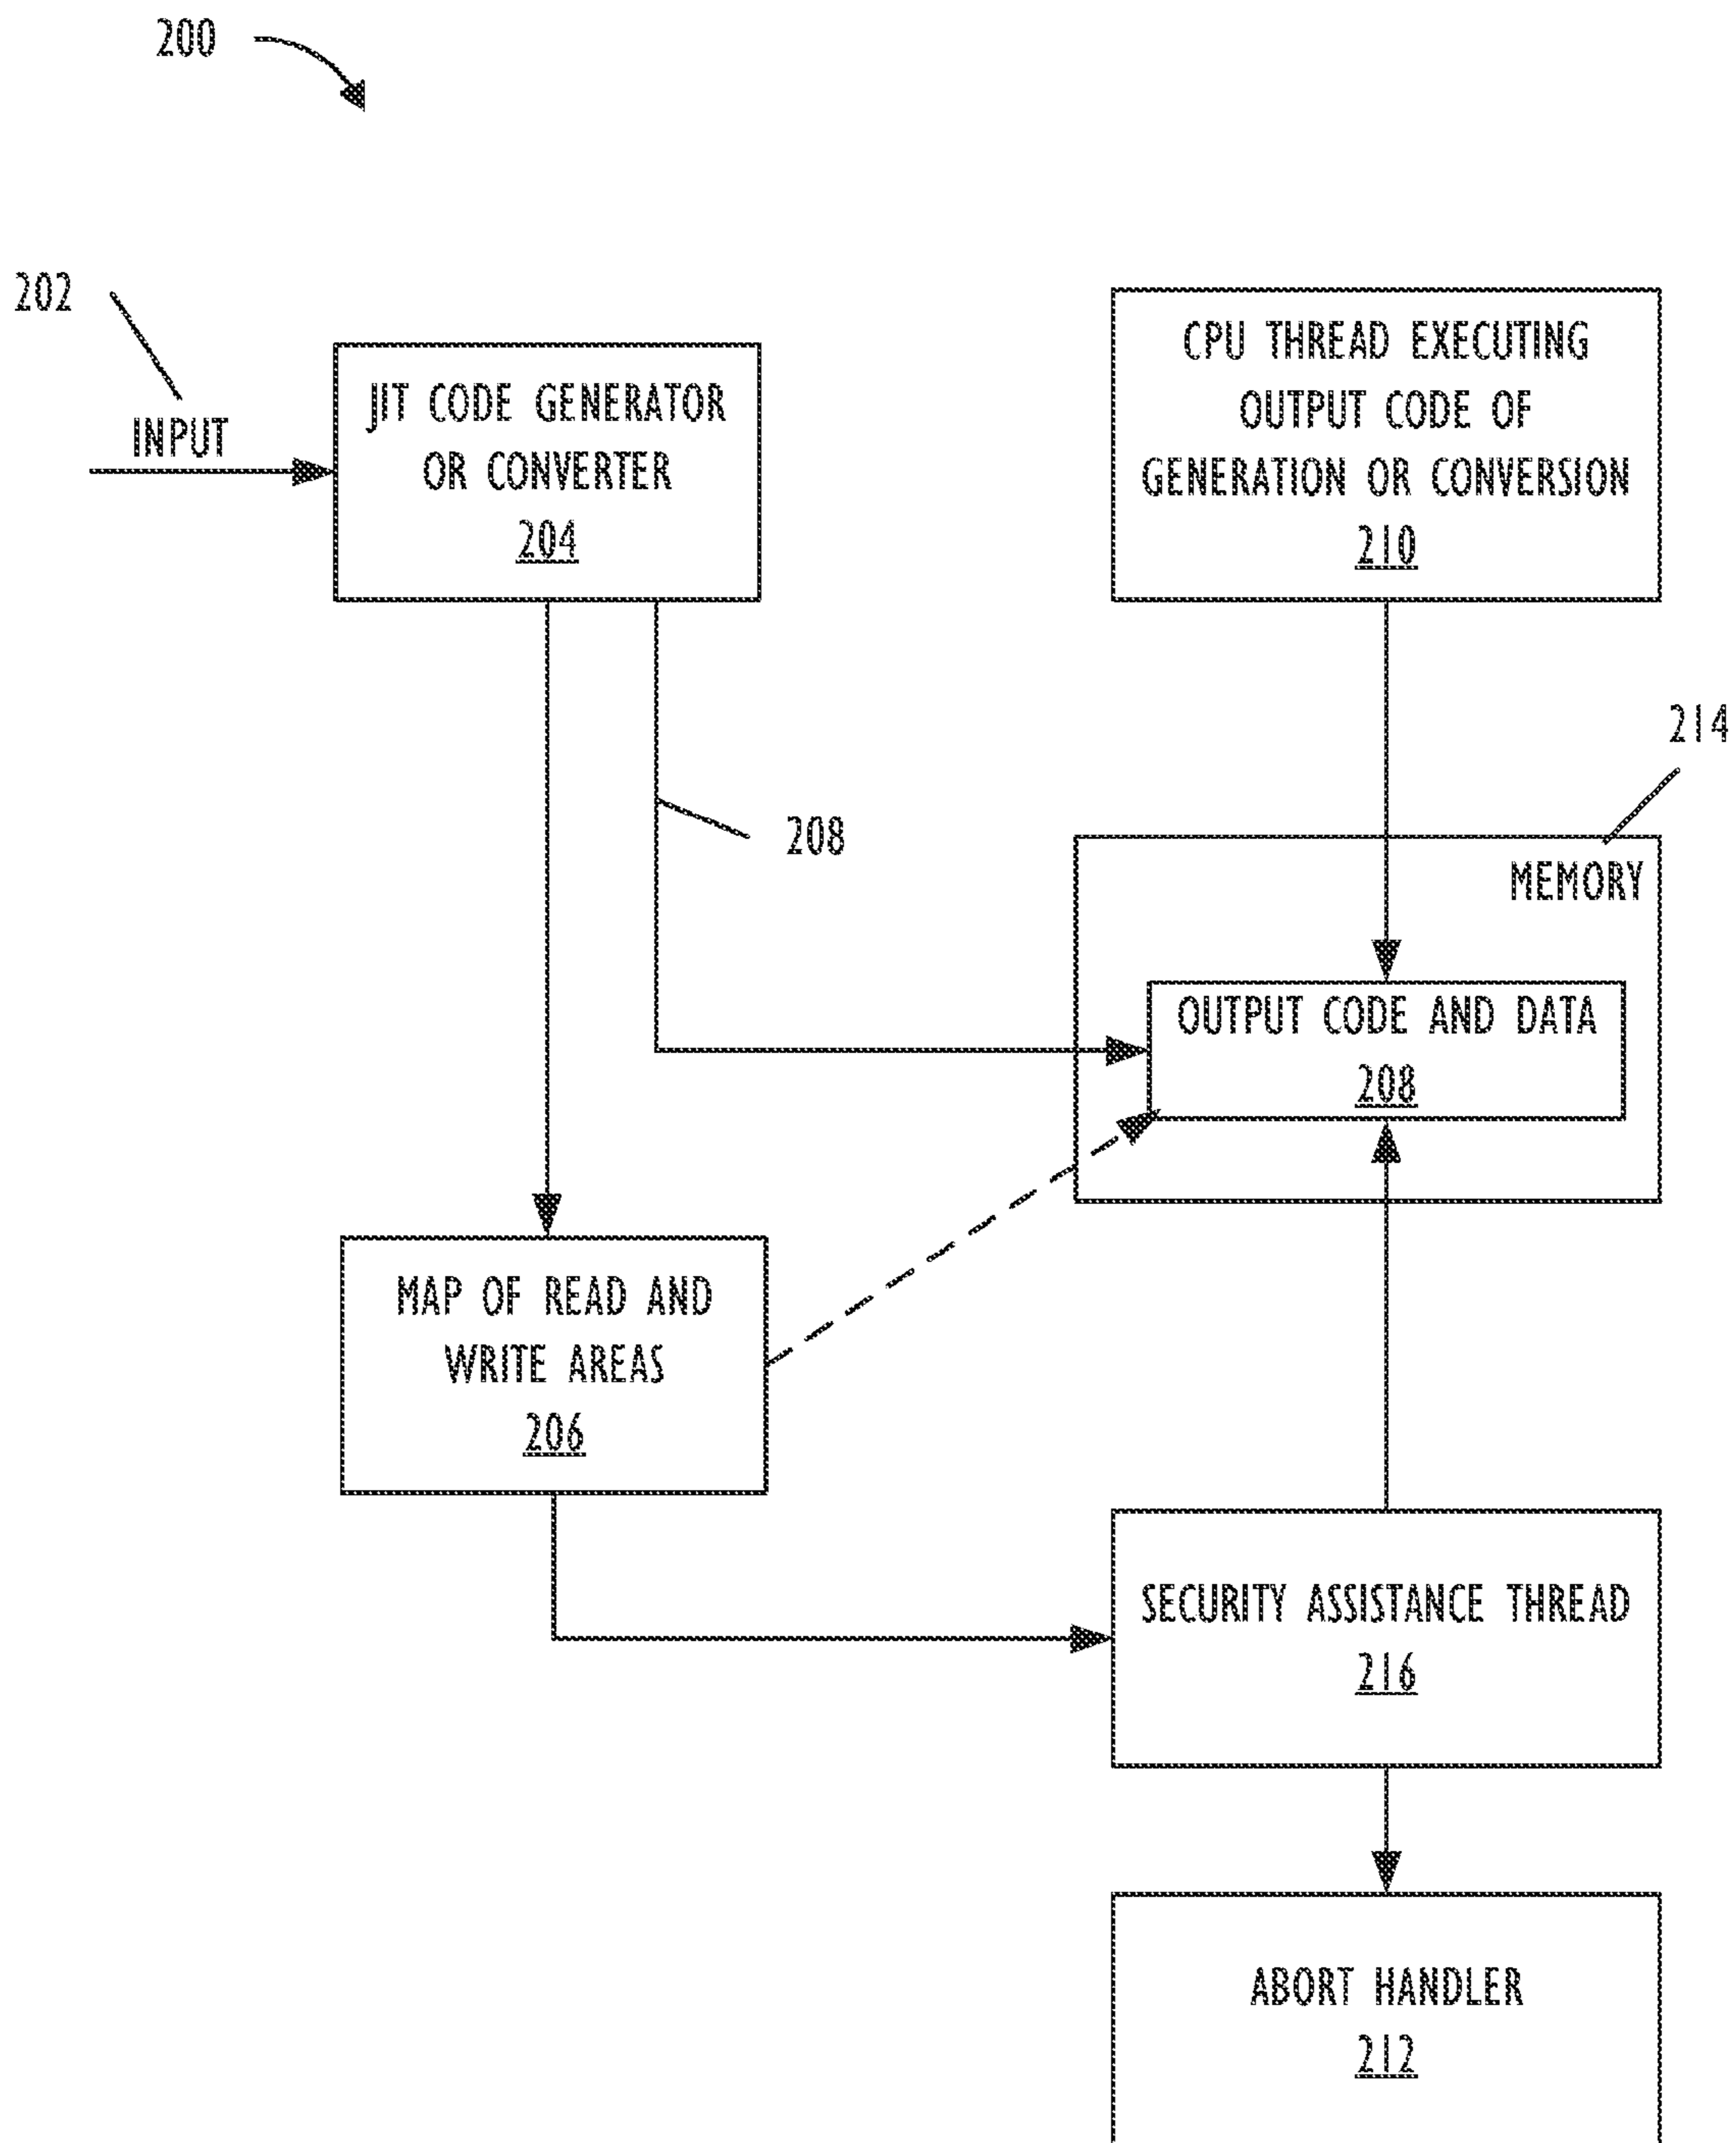 200
202
INPUT
JIT CODE GENERATOR
OR CONVERTER
204
CPU THREAD EXECUTING
OUTPUT CODE OF
GENERATION OR CONVERSION
210
214
208
MEMORY
OUTPUT CODE AND DATA
208
MAP OF READ AND
WRITE AREAS
206
SECURITY ASSISTANCE THREAD
216
ABORT HANDLER
212